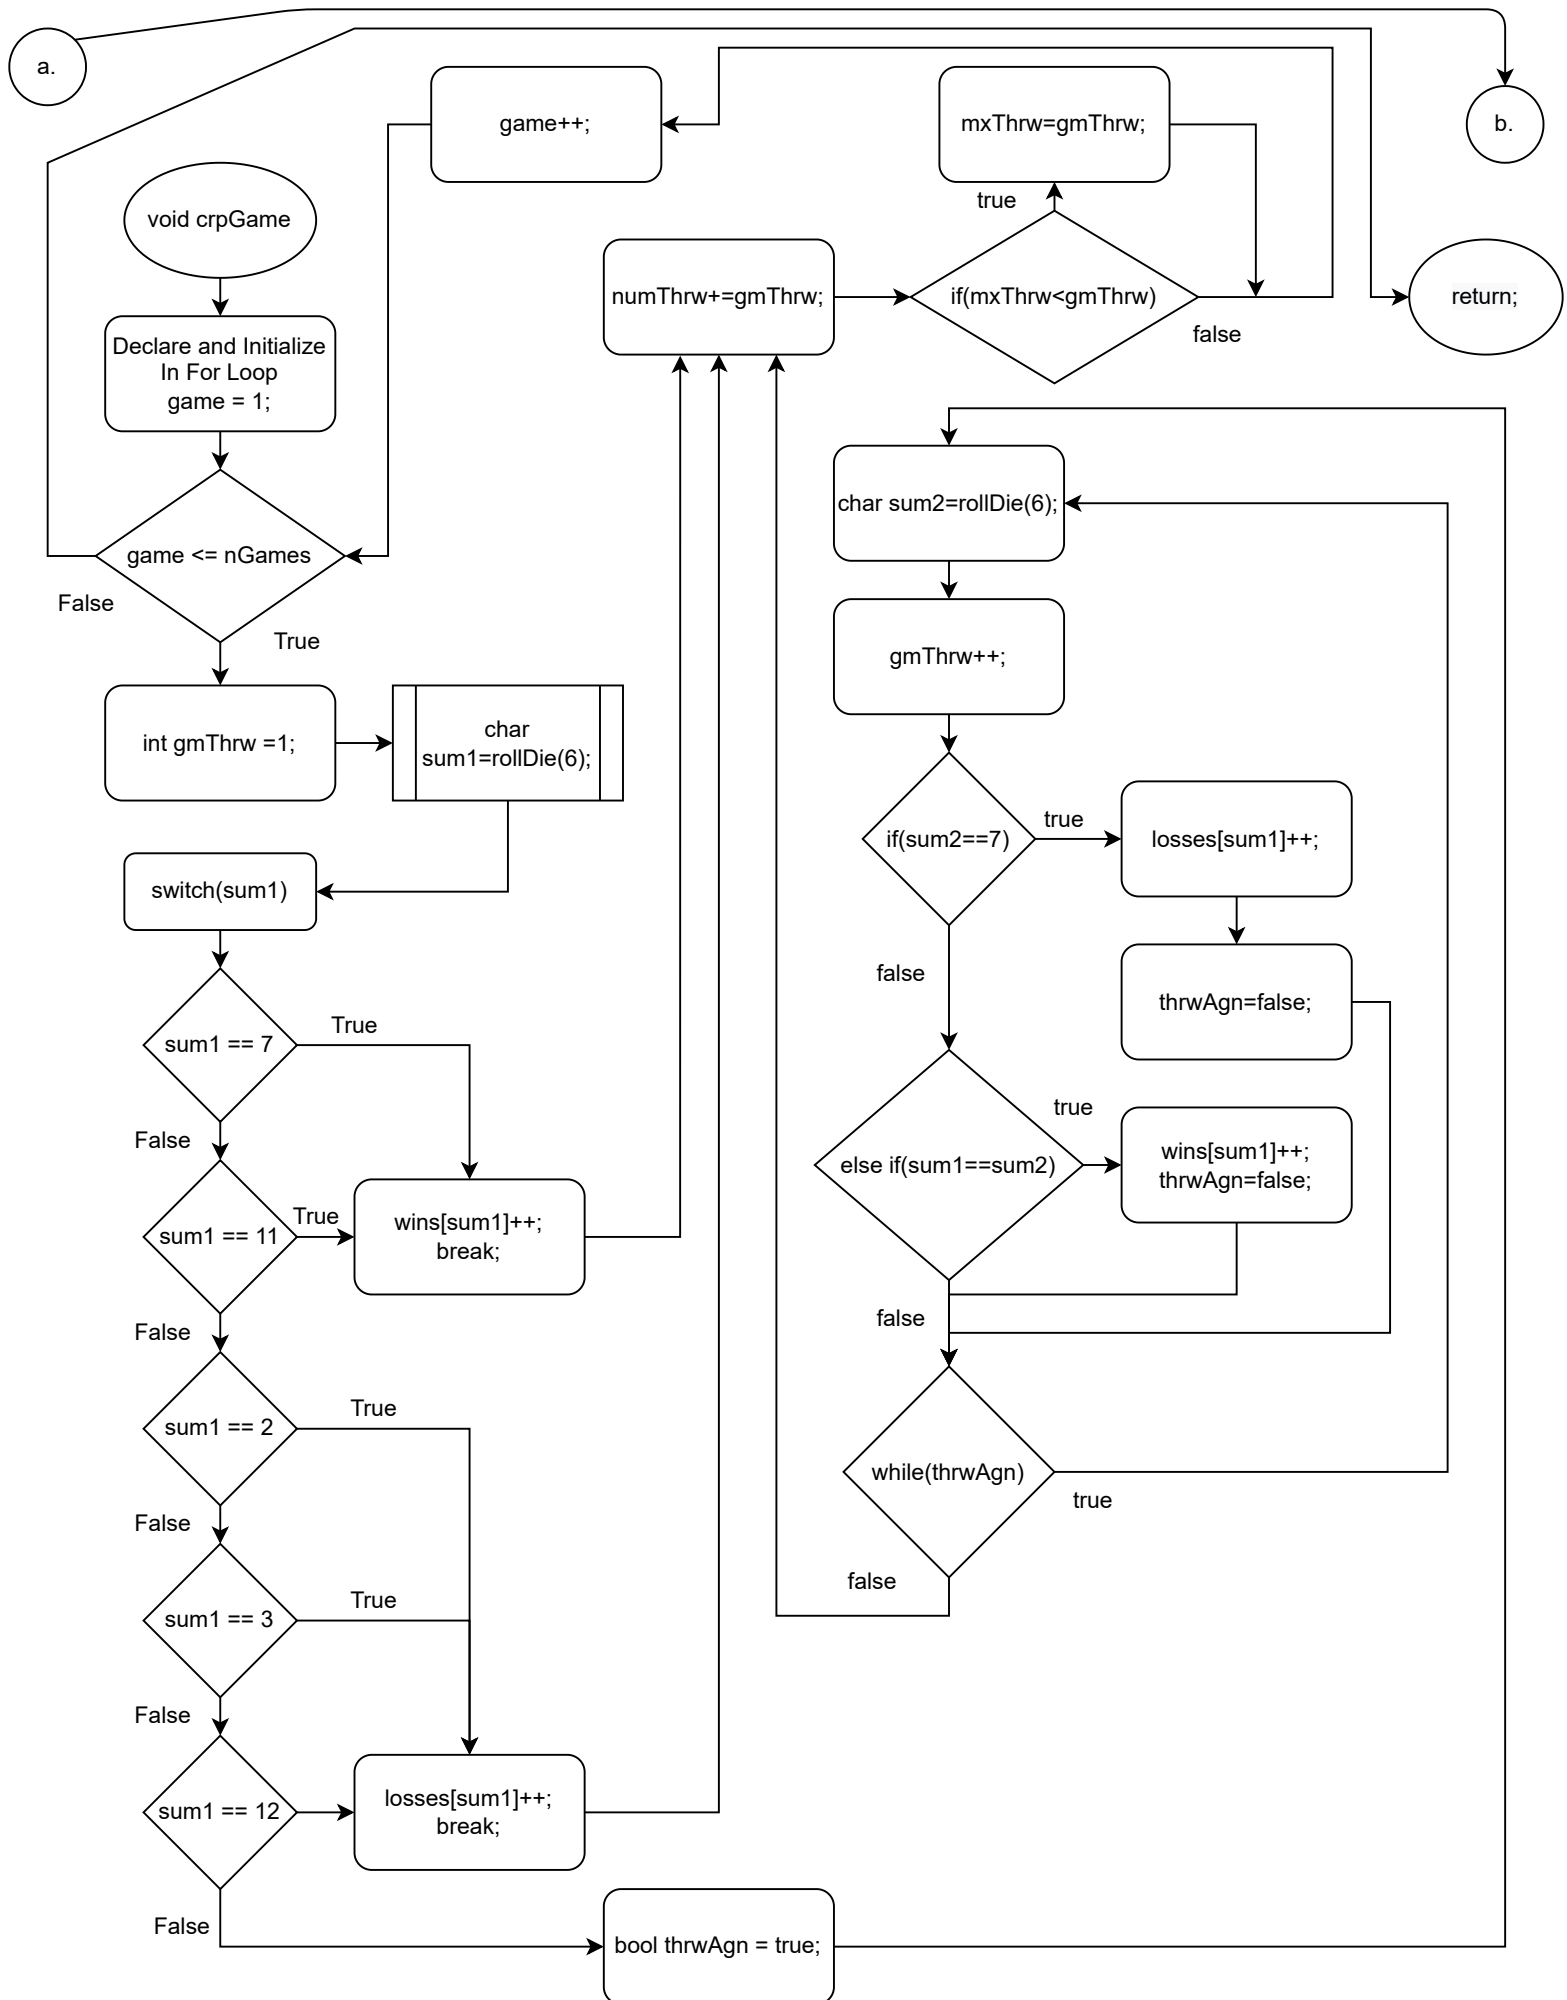 a.
b.
game++;
mxThrw=gmThrw;
true
void crpGame
numThrw+=gmThrw;
if(mxThrw<gmThrw)
return;
false
Declare and Initialize
In For Loop
game = 1;
game <= nGames
False
True
int gmThrw =1;
char
sum1=rollDie(6);
switch(sum1)
sum1 == 7
True
False
sum1 == 11
True
wins[sum1]++;
break;
False
sum1 == 2
True
False
sum1 == 3
True
False
sum1 == 12
losses[sum1]++;
break;
False
bool thrwAgn = true;
char sum2=rollDie(6);
gmThrw++;
if(sum2==7)
true
losses[sum1]++;
thrwAgn=false;
false
else if(sum1==sum2)
true
wins[sum1]++;
thrwAgn=false;
false
while(thrwAgn)
true
false